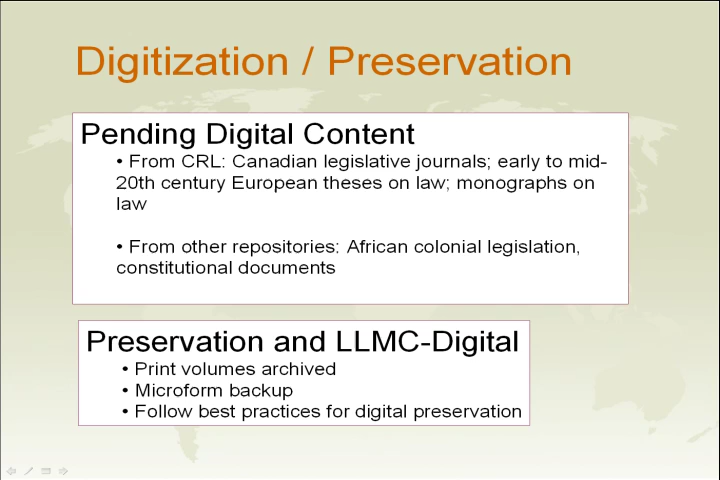 Digitization / Preservation
Pending Digital Content
• From CRL: Canadian legislative journals; early to mid-
20th century European theses on law; monographs on
law
• From other repositories: African colonial legislation,
constitutional documents
Preservation and LLMC-Digital
• Print volumes archived
• Microform backup
• Follow best practices for digital preservation